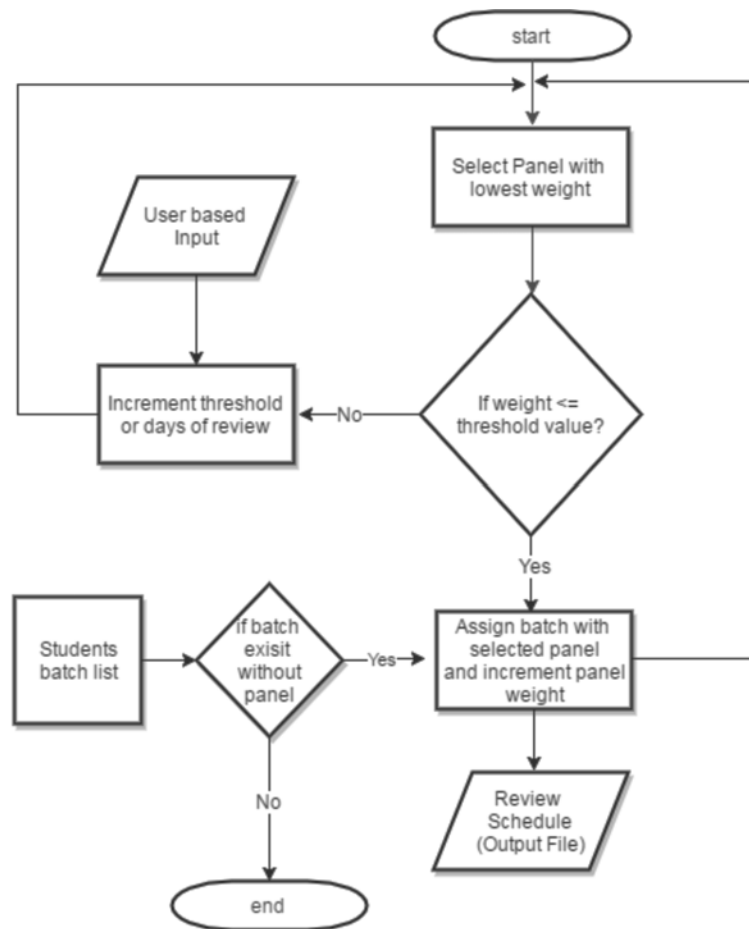 start
Select Panel with
lowest weight
User based
Input
Increment threshold
or days of review
No
If weight <=
threshold value?
Yes
Students
batch list
if batch
exisit
without
panel
Yes
Assign batch with
selected panel
and increment panel
weight
No
Review
Schedule
(Output File)
end